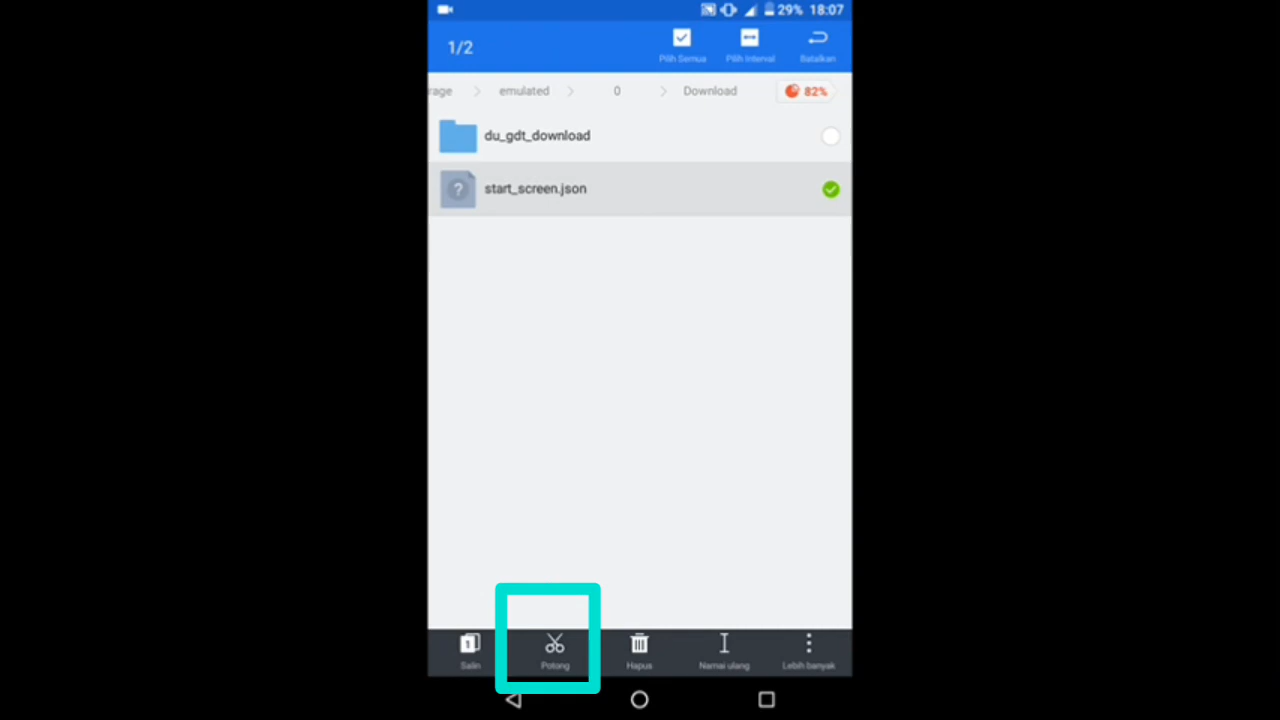 29% 18:07
1/2
Pilih Semua Pilih Interval Batalkan
rage emulated 0 Download 82%
du_gdt_download
? start_screen.json
1
Salin Potong Hapus Namai ulang Lebih banyak